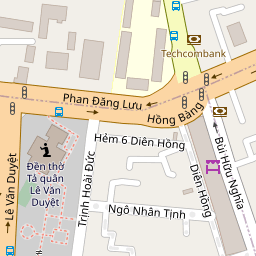 Techcombank
Phan Đăng Lưu
Hồng Bàng
Hẻm 6 Diên Hồng
Bùi Hữu Nghĩa
Đền thờ
Tả quân
Lê Văn
Duyệt
Lê Văn Duyệt
Trịnh Hoài Đức
Diên Hồng
Ngô Nhân Tịnh